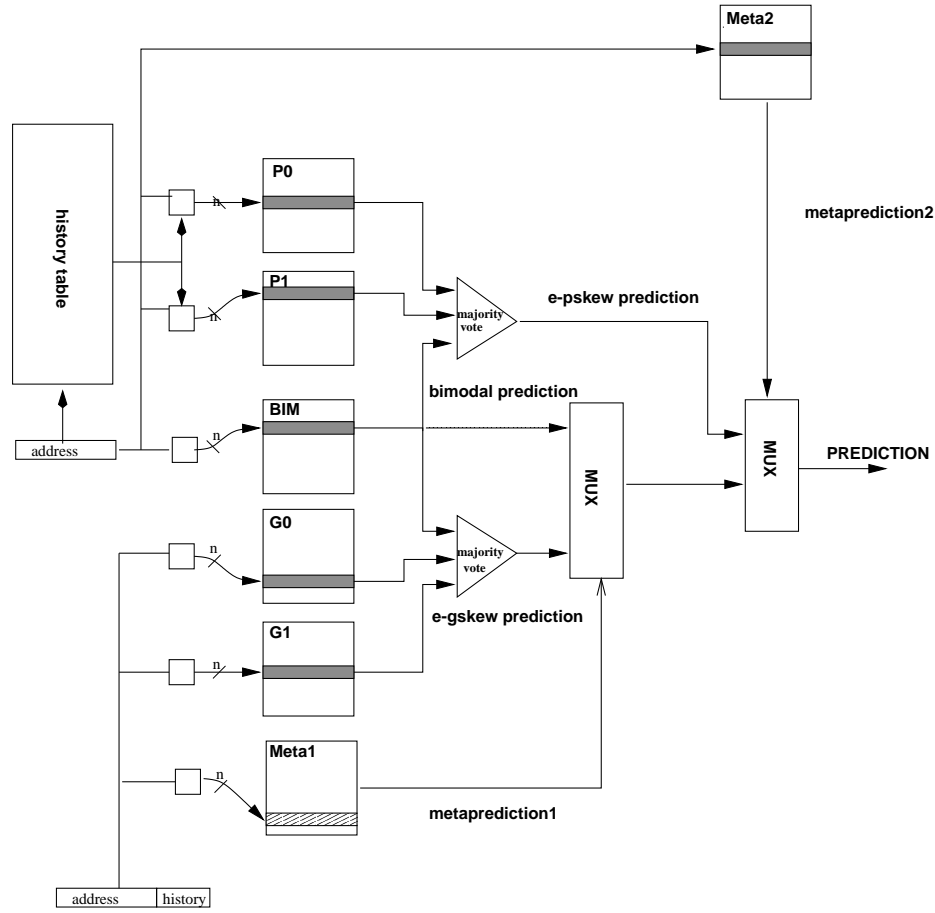 Meta2
P0
n
history table
metaprediction2
P1
n
e-pskew prediction
majority
vote
bimodal prediction
BIM
n
address
MUX
MUX
PREDICTION
G0
n
majority
vote
e-gskew prediction
G1
n
Meta1
n
metaprediction1
address
history